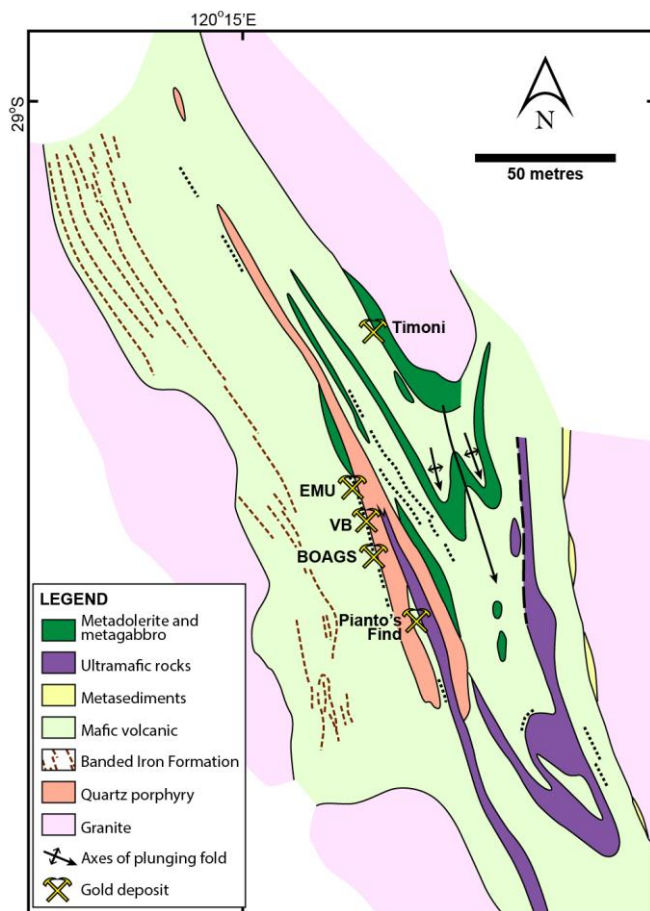 120°15'E
29°S
N
50 metres
Timoni
EMU
VB
BOAGS
Pianto's
Find
LEGEND
Metadolerite and
metagabbro
Ultramafic rocks
Metasediments
Mafic volcanic
Banded Iron Formation
Quartz porphyry
Granite
Axes of plunging fold
Gold deposit